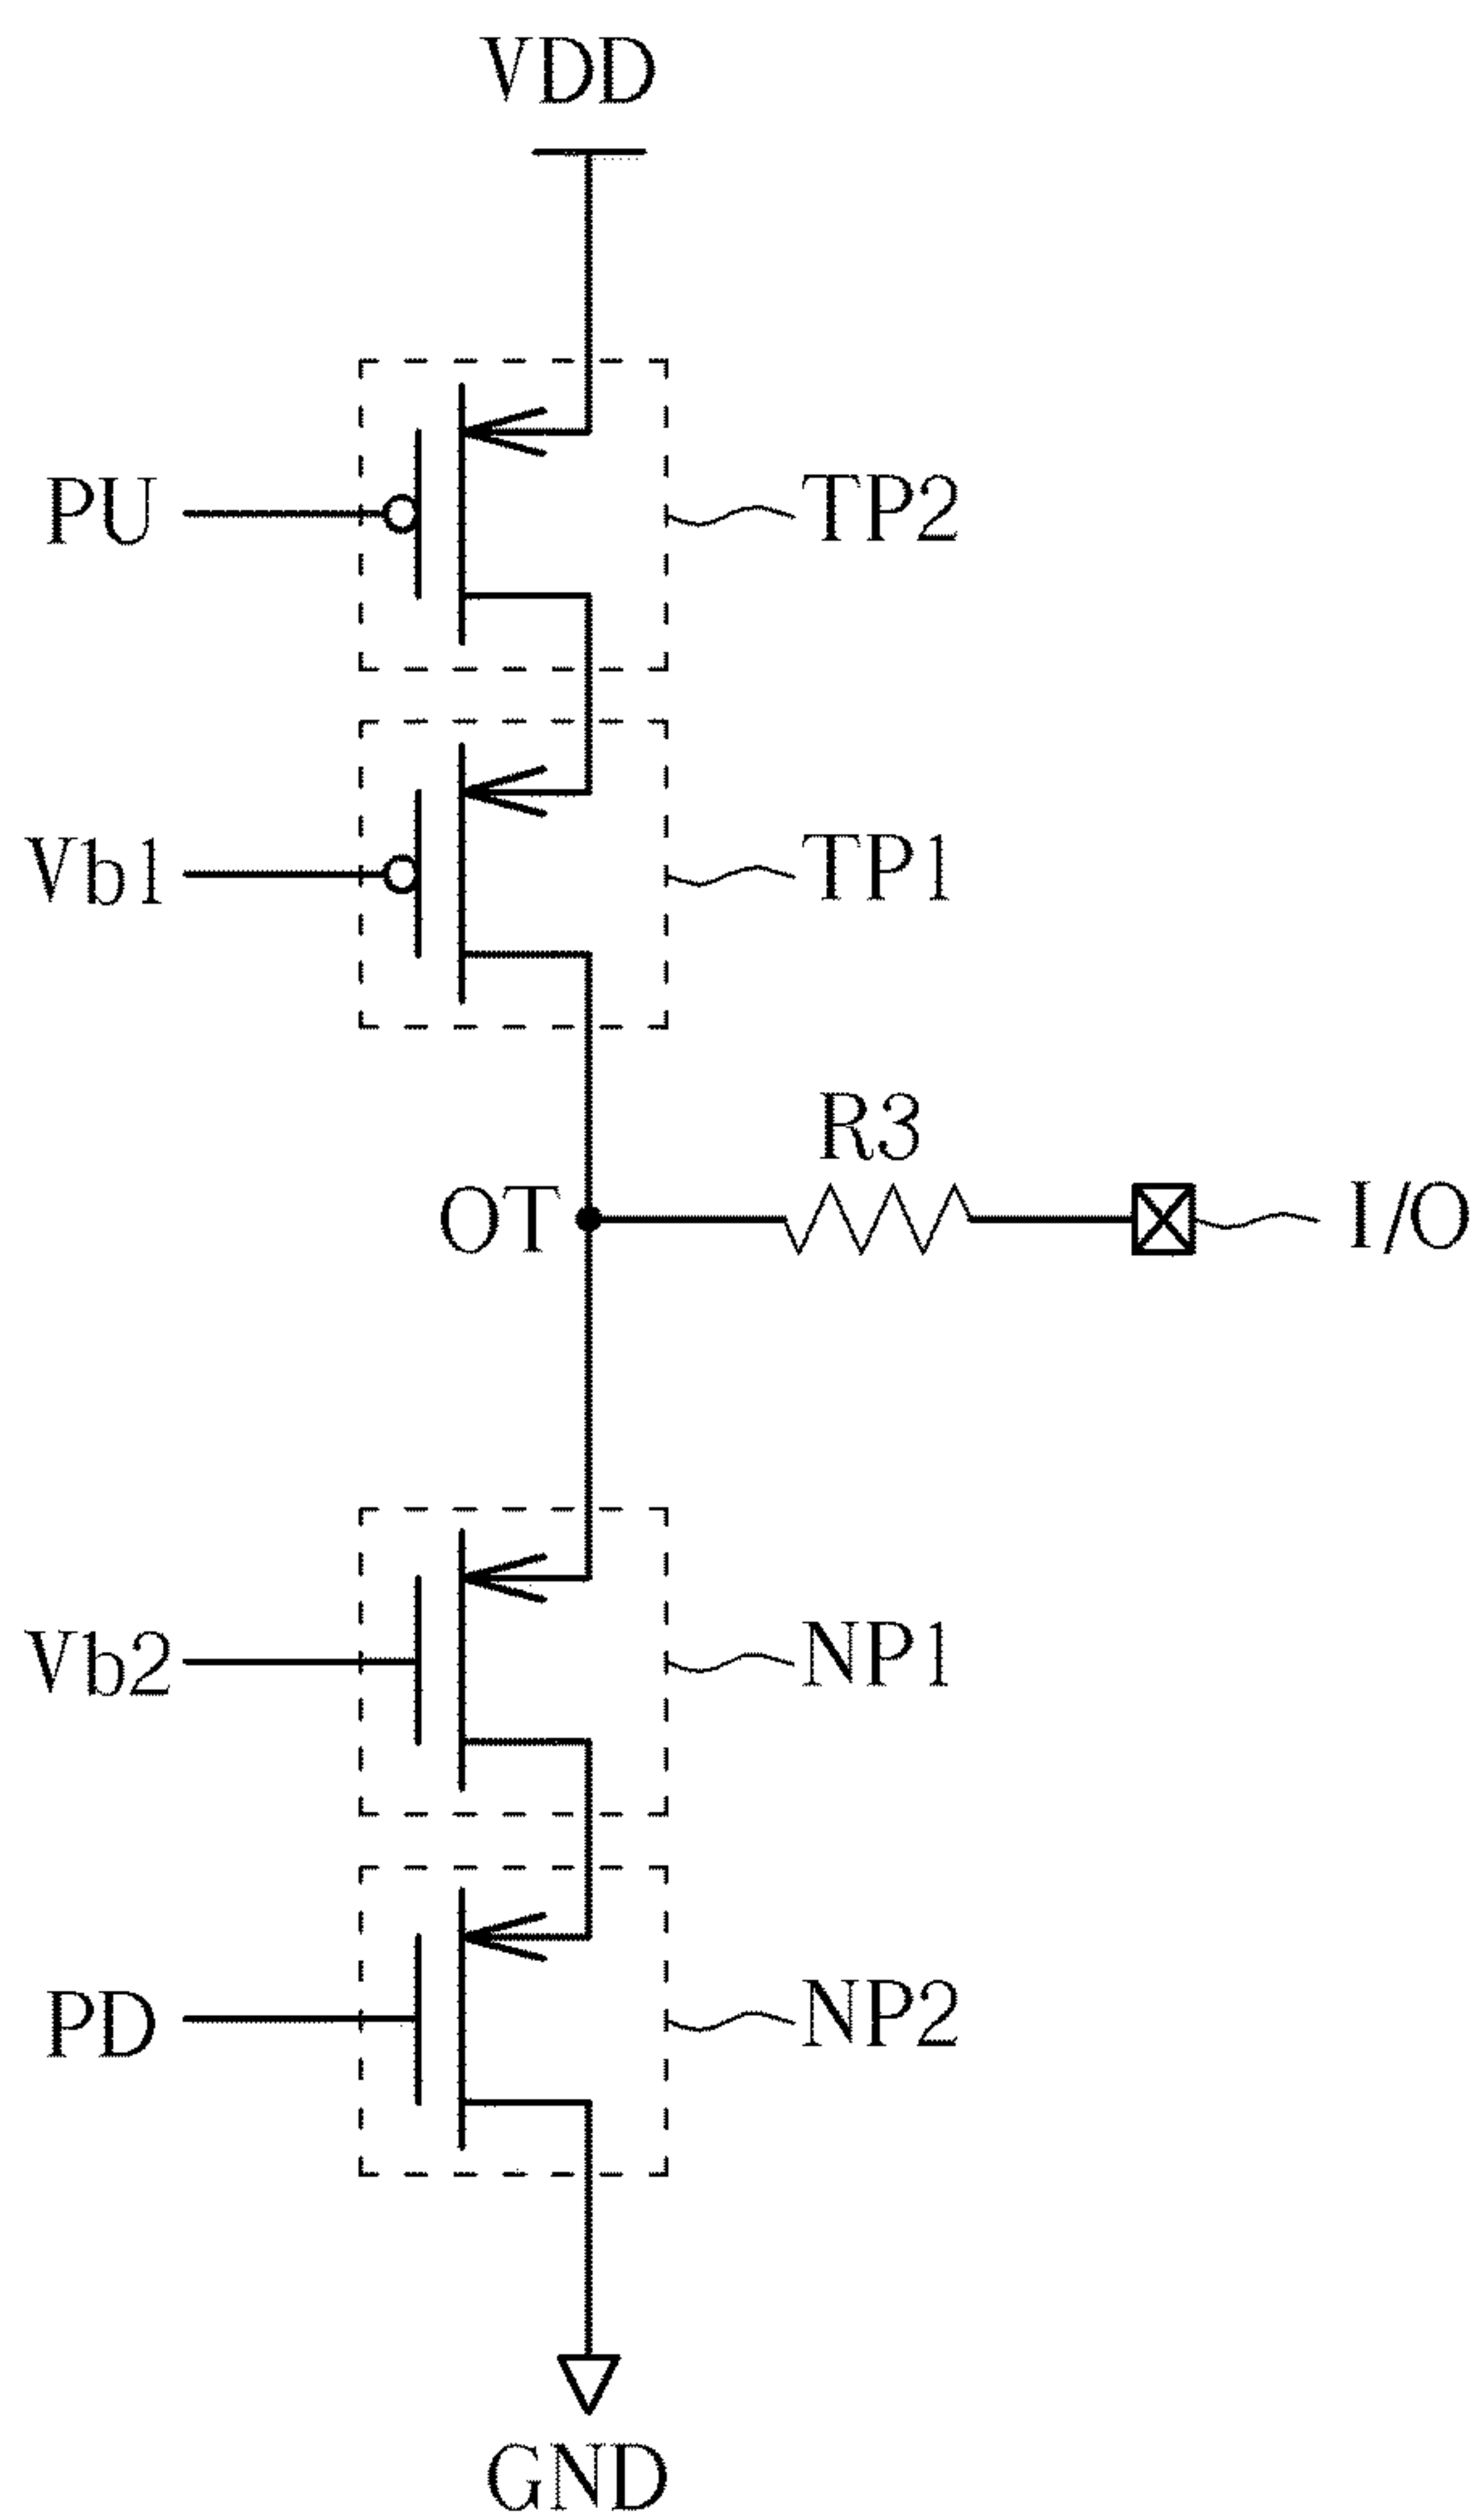 VDD
PU
TP2
Vb1
TP1
R3
OT
I/O
Vb2
NP1
PD
NP2
GND